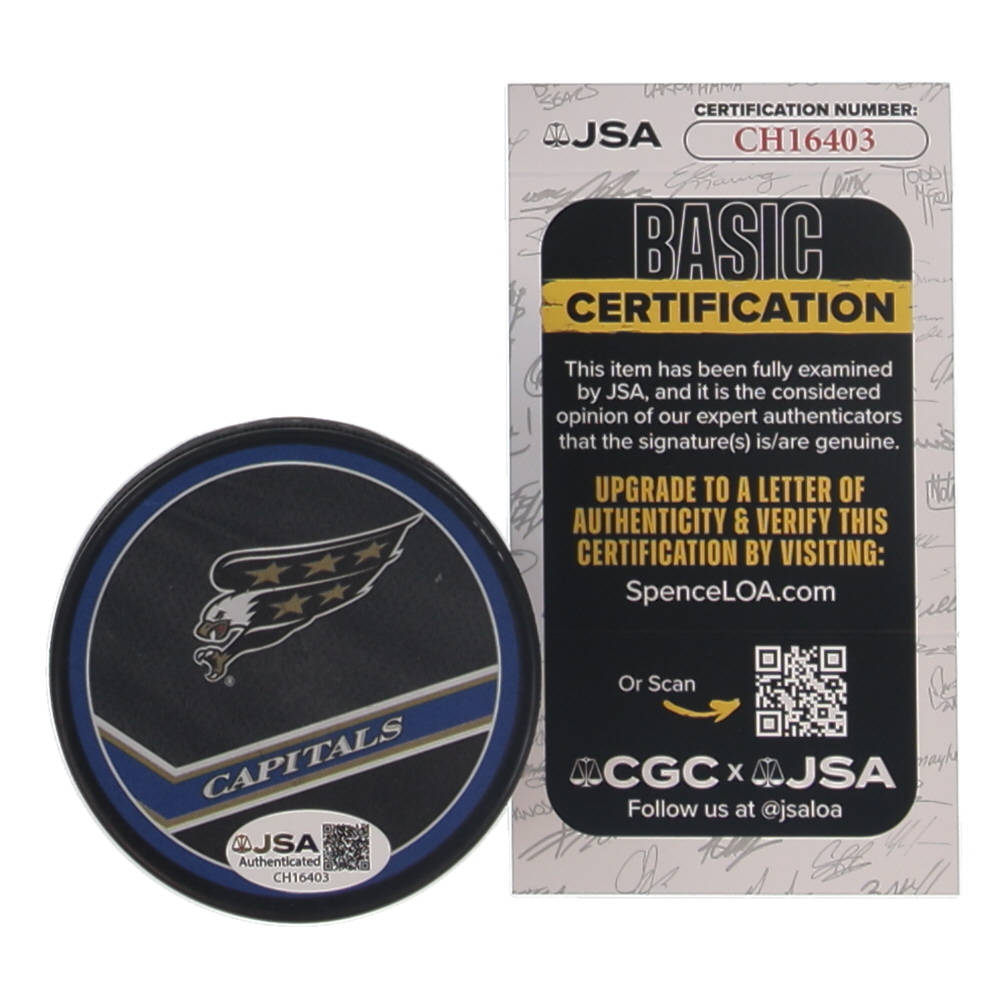 CERTIFICATION NUMBER:
JSA
CH16403
BASIC
CERTIFICATION
This item has been fully examined
by JSA, and it is the considered
opinion of our expert authenticators
that the signature(s) is/are genuine.
UPGRADE TO A LETTER OF
AUTHENTICITY & VERIFY THIS
CERTIFICATION BY VISITING:
SpenceLOA.com
Or Scan
CGC x JSA
Follow us at @jsaloa
®
CAPITALS
JSA
Authenticated
CH16403